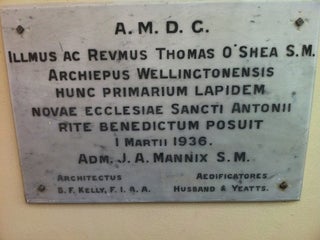 A.M.D.G.
ILLMUS AC REVMUS THOMAS O'SHEA S.M.
ARCHIEPUS WELLINGTONENSIS
HUNC PRIMARIUM LAPIDEM
NOVAE ECCLESIAE SANCTI ANTONII
RITE BENEDICTUM POSUIT
1 MARTII 1936.
ADM. J.A. MANNIX S.M.
ARCHITECTUS AEDIFICATORES
S.F. KELLY, F.I.A.A. HUSBAND & YEATTS.